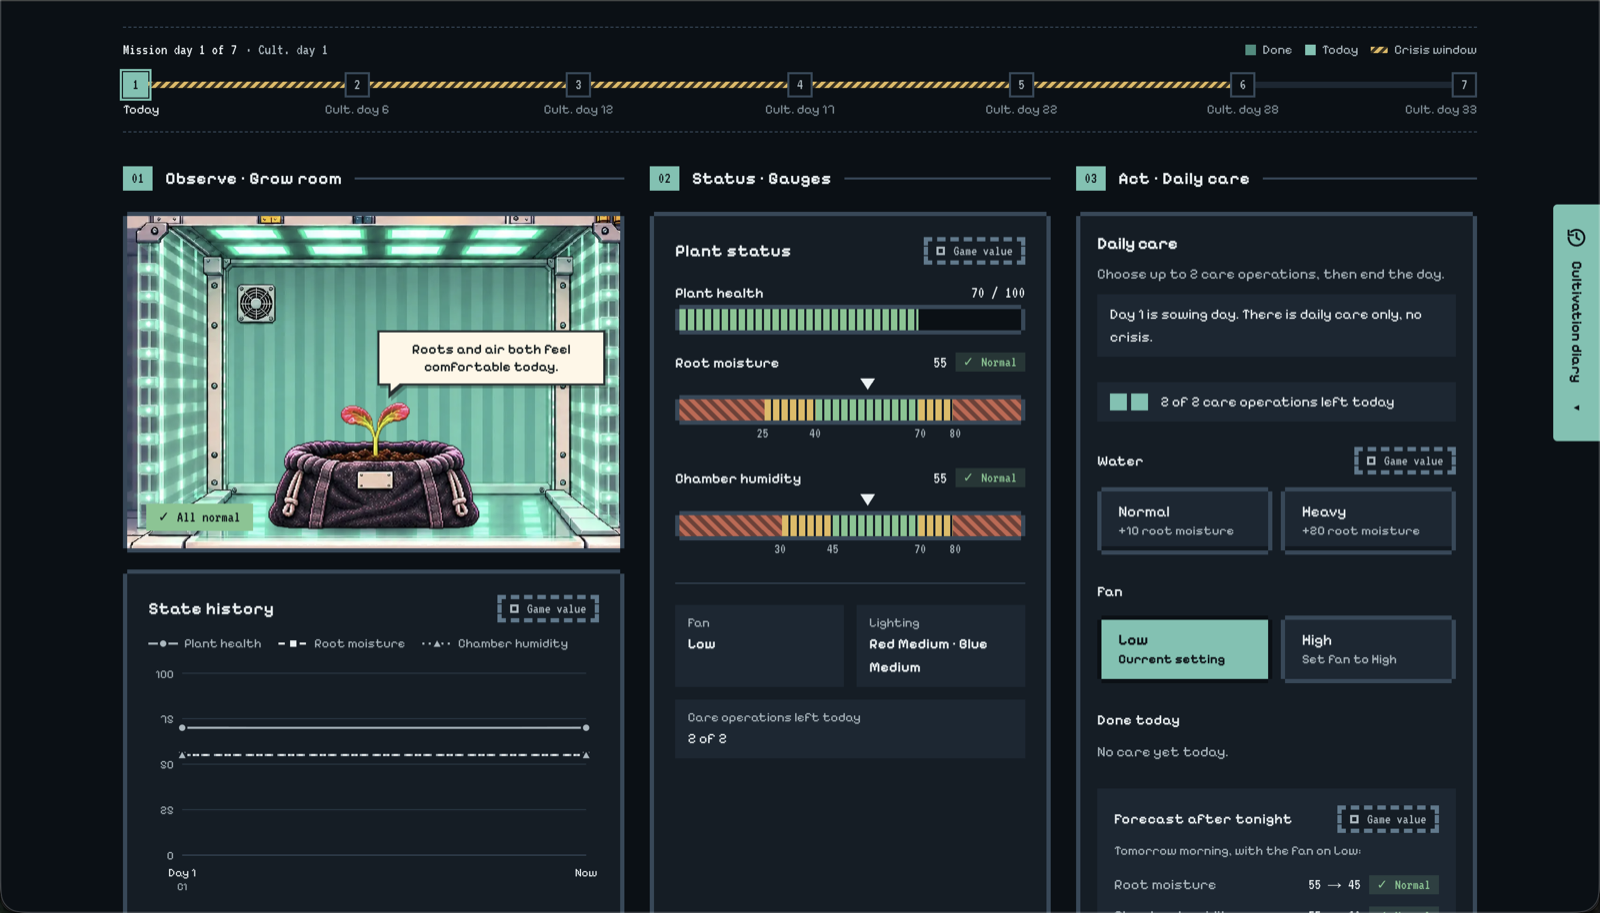 Mission day 1 of 7 · Cult. day 1
Done
Today
Crisis window
1
2
3
4
5
6
7
Today
Cult. day 6
Cult. day 12
Cult. day 17
Cult. day 22
Cult. day 28
Cult. day 33
01
Observe · Grow room
Roots and air both feel
comfortable today.
✓ All normal
State history
Game value
Plant health
Root moisture
Chamber humidity
100
75
50
25
0
Day 1
01
Now
02
Status · Gauges
Plant status
Game value
Plant health
70 / 100
Root moisture
55
✓ Normal
25
40
70
80
Chamber humidity
55
✓ Normal
30
45
70
80
Fan
Low
Lighting
Red Medium · Blue
Medium
Care operations left today
2 of 2
03
Act · Daily care
Daily care
Choose up to 2 care operations, then end the day.
Day 1 is sowing day. There is daily care only, no
crisis.
2 of 2 care operations left today
Water
Game value
Normal
+10 root moisture
Heavy
+20 root moisture
Fan
Low
Current setting
High
Set fan to High
Done today
No care yet today.
Forecast after tonight
Game value
Tomorrow morning, with the fan on Low:
Root moisture
55 → 45
✓ Normal
Cultivation diary